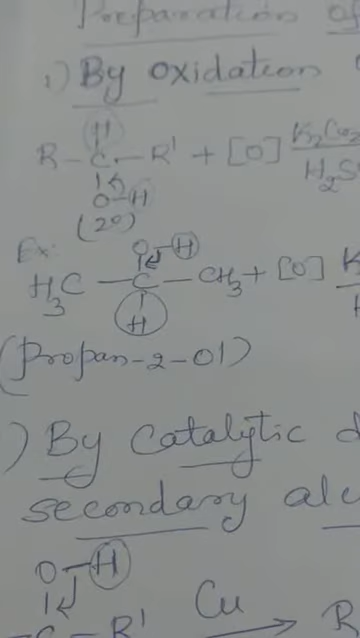 Preparation of
1) By oxidation
H
R-C-R' + [O] K2Cr2
H2S
O-H
(2°)
Ex:
O-H
H3C-C-CH3 + [O] K
H
H
(Propan-2-Ol)
) By Catalytic d
secondary alc
O-H
Cu
C-R' R